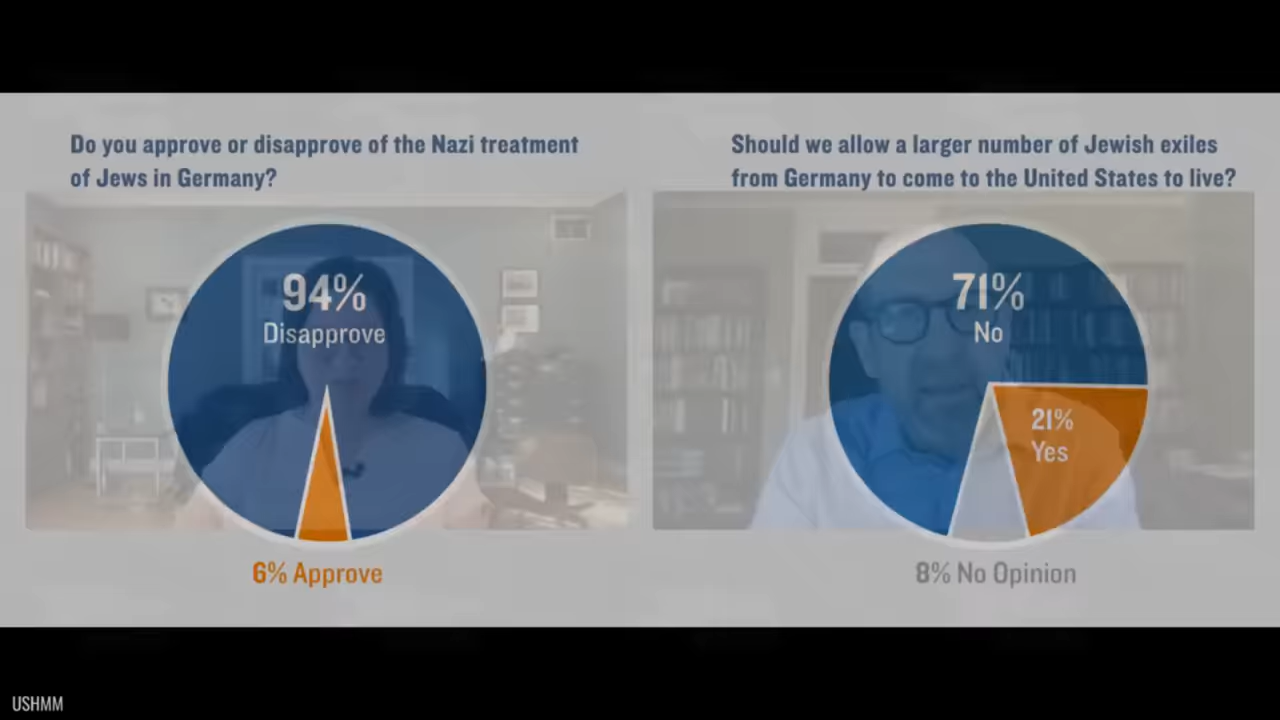 Do you approve or disapprove of the Nazi treatment
of Jews in Germany?
94%
Disapprove
6% Approve
Should we allow a larger number of Jewish exiles
from Germany to come to the United States to live?
71%
No
21%
Yes
8% No Opinion
USHMM